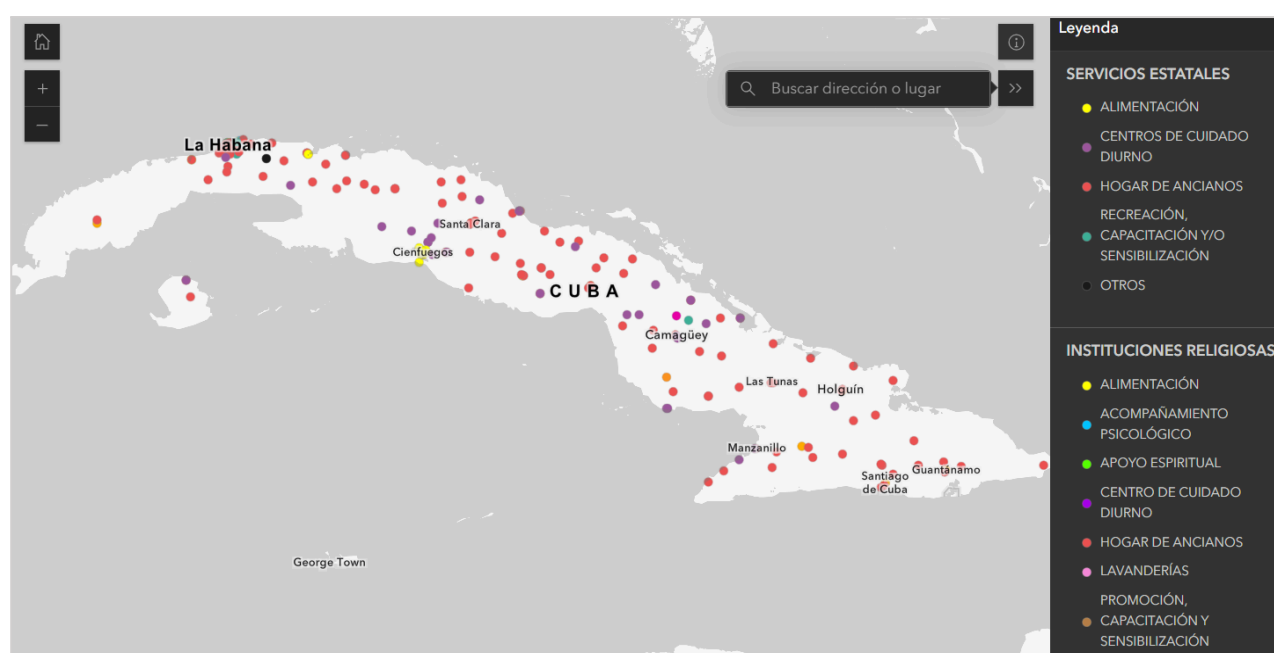 Leyenda
Buscar dirección o lugar
SERVICIOS ESTATALES
ALIMENTACIÓN
CENTROS DE CUIDADO
DIURNO
HOGAR DE ANCIANOS
RECREACIÓN,
CAPACITACIÓN Y/O
SENSIBILIZACIÓN
OTROS
INSTITUCIONES RELIGIOSAS
ALIMENTACIÓN
ACOMPAÑAMIENTO
PSICOLÓGICO
APOYO ESPIRITUAL
CENTRO DE CUIDADO
DIURNO
HOGAR DE ANCIANOS
LAVANDERÍAS
PROMOCIÓN,
CAPACITACIÓN Y
SENSIBILIZACIÓN
La Habana
Santa Clara
Cienfuegos
CUBA
Camagüey
Las Tunas
Holguín
Manzanillo
Guantánamo
Santiago
de Cuba
George Town